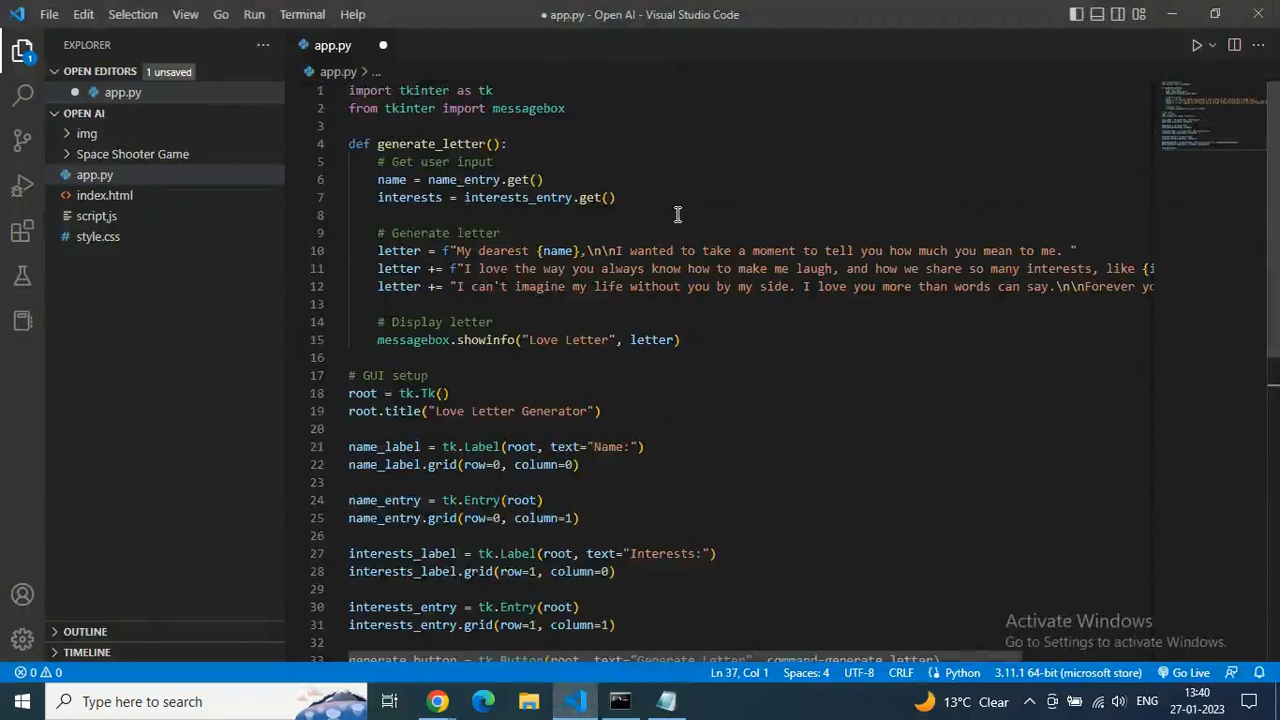 File Edit Selection View Go Run Terminal Help
● app.py - Open AI - Visual Studio Code
EXPLORER
app.py
OPEN EDITORS 1 unsaved
app.py
OPEN AI
img
Space Shooter Game
app.py
index.html
script.js
style.css
OUTLINE
TIMELINE
1
app.py > ...
1 import tkinter as tk
2 from tkinter import messagebox
3
4 def generate_letter():
5 # Get user input
6 name = name_entry.get()
7 interests = interests_entry.get()
8
9 # Generate letter
10 letter = f"My dearest {name},\n\nI wanted to take a moment to tell you how much you mean to me. "
11 letter += f"I love the way you always know how to make me laugh, and how we share so many interests, like {i
12 letter += "I can't imagine my life without you by my side. I love you more than words can say.\n\nForever yo
13
14 # Display letter
15 messagebox.showinfo("Love Letter", letter)
16
17 # GUI setup
18 root = tk.Tk()
19 root.title("Love Letter Generator")
20
21 name_label = tk.Label(root, text="Name:")
22 name_label.grid(row=0, column=0)
23
24 name_entry = tk.Entry(root)
25 name_entry.grid(row=0, column=1)
26
27 interests_label = tk.Label(root, text="Interests:")
28 interests_label.grid(row=1, column=0)
29
30 interests_entry = tk.Entry(root)
31 interests_entry.grid(row=1, column=1)
32
33 generate_button = tk.Button(root, text="Generate Letter", command=generate_letter)
Activate Windows
Go to Settings to activate Windows.
0 0
Ln 37, Col 1 Spaces: 4 UTF-8 CRLF Python 3.11.1 64-bit (microsoft store) Go Live
Type here to search
13°C Clear
ENG
13:40
27-01-2023